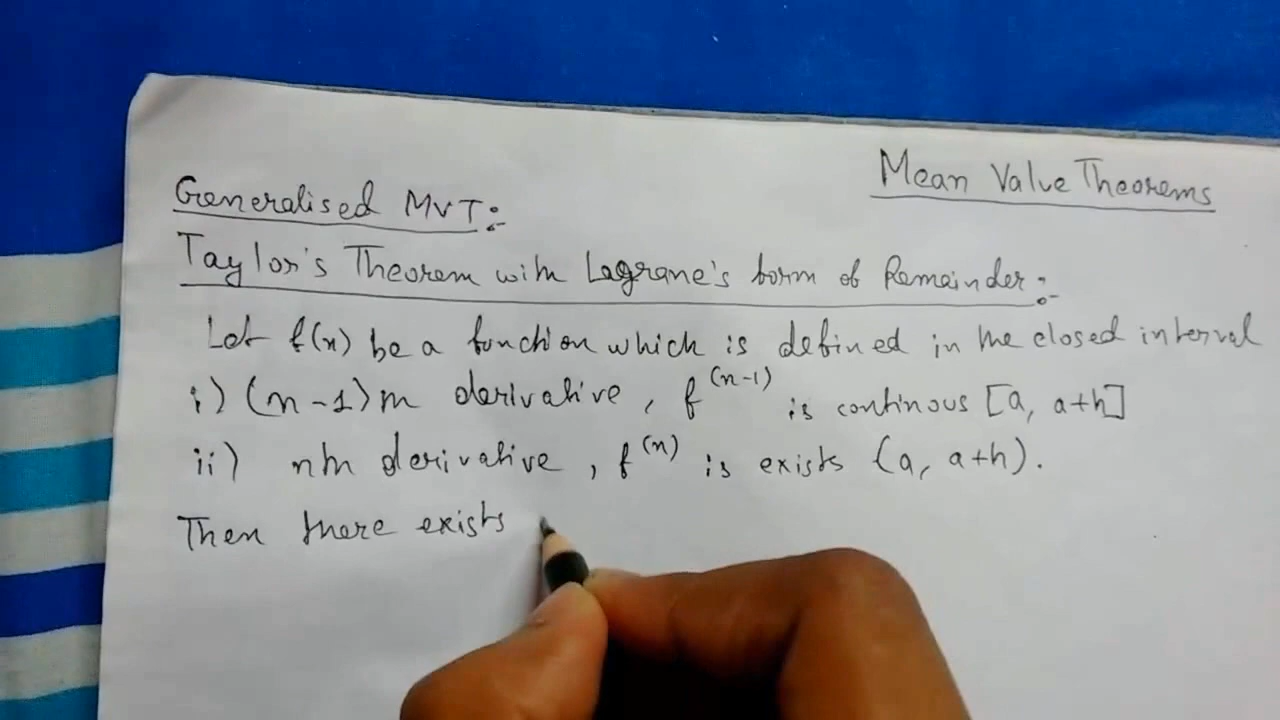 Mean Value Theorems
Generalised MVT:-
Taylor's Theorem with Lagrane's form of Remainder:-
Let f(x) be a function which is defined in the closed interval
i) (n-1)th derivative, f^(n-1) is continous [a, a+h]
ii) nth derivative, f^(n) is exists (a, a+h).
Then there exists